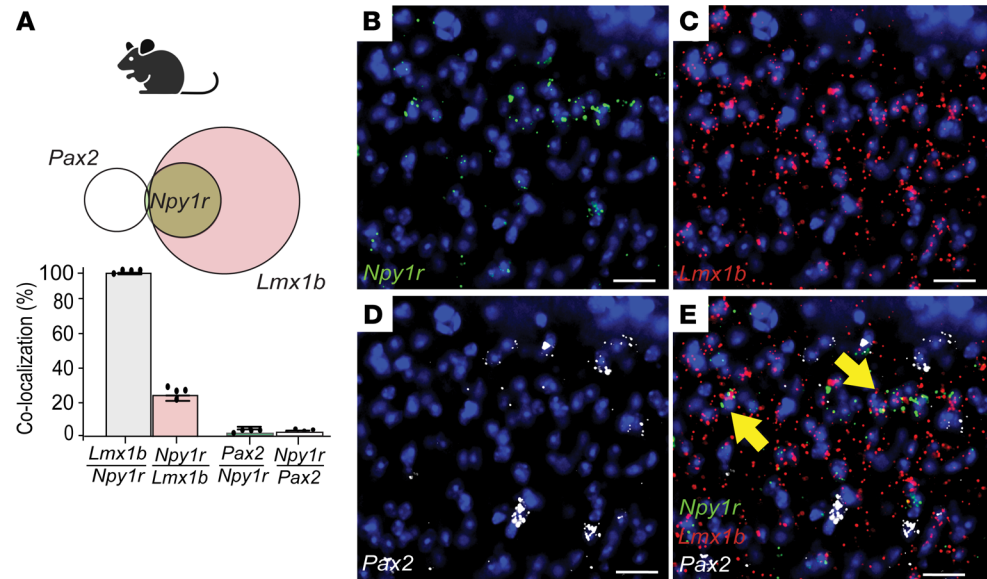 A
Pax2
Npy1r
Lmx1b
Co-localization (%)
100
80
60
40
20
0
Lmx1b
Npy1r
Npy1r
Lmx1b
Pax2
Npy1r
Npy1r
Pax2
B
Npy1r
C
Lmx1b
D
Pax2
E
Npy1r
Lmx1b
Pax2